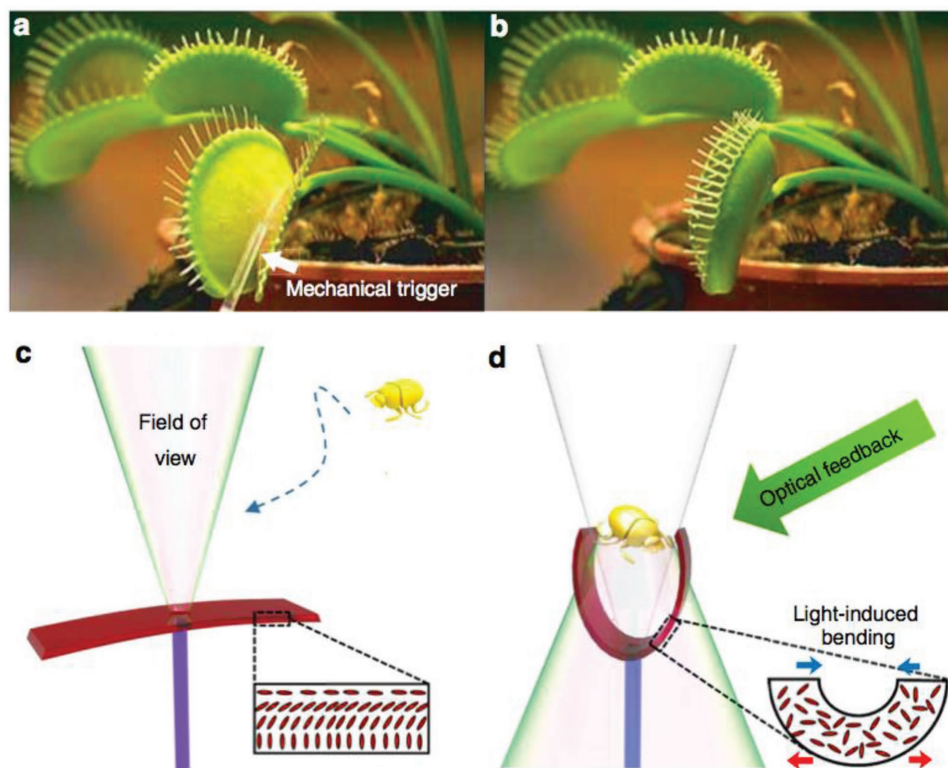 a
b
Mechanical trigger
c
d
Field of
view
Optical feedback
Light-induced
bending